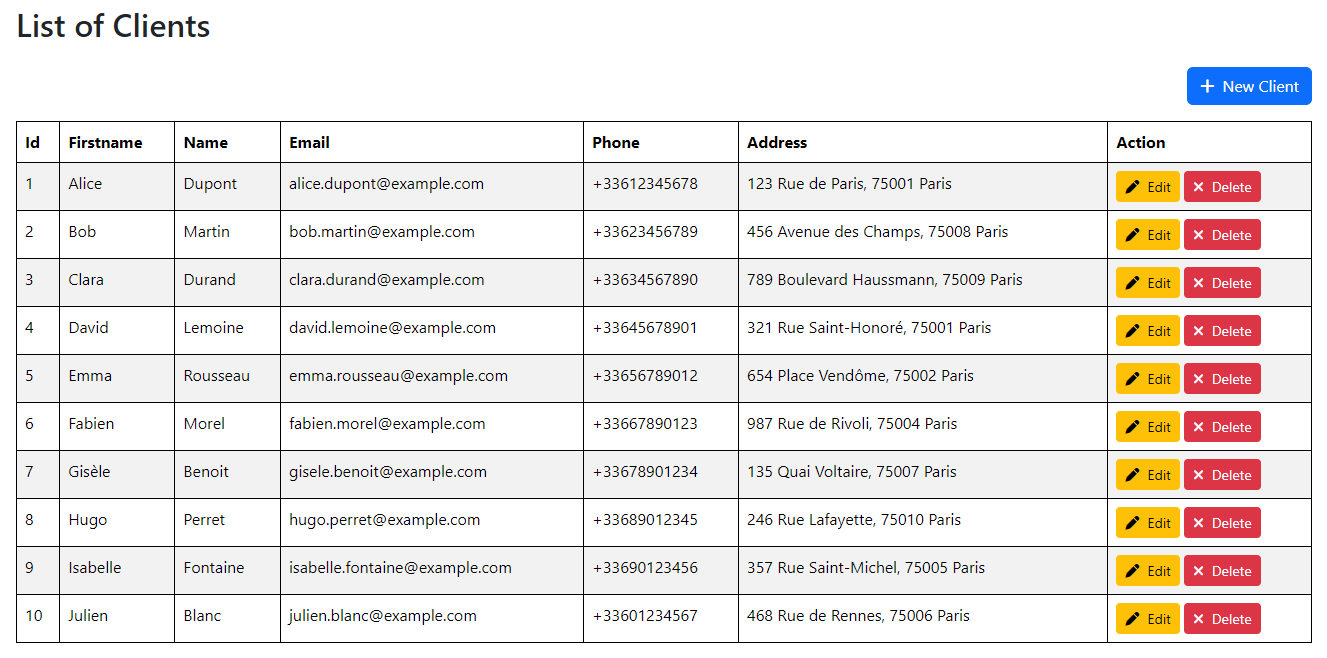 List of Clients
New Client
Id Firstname Name Email Phone Address Action
1 Alice Dupont alice.dupont@example.com +33612345678 123 Rue de Paris, 75001 Paris Edit Delete
2 Bob Martin bob.martin@example.com +33623456789 456 Avenue des Champs, 75008 Paris Edit Delete
3 Clara Durand clara.durand@example.com +33634567890 789 Boulevard Haussmann, 75009 Paris Edit Delete
4 David Lemoine david.lemoine@example.com +33645678901 321 Rue Saint-Honoré, 75001 Paris Edit Delete
5 Emma Rousseau emma.rousseau@example.com +33656789012 654 Place Vendôme, 75002 Paris Edit Delete
6 Fabien Morel fabien.morel@example.com +33667890123 987 Rue de Rivoli, 75004 Paris Edit Delete
7 Gisèle Benoit gisele.benoit@example.com +33678901234 135 Quai Voltaire, 75007 Paris Edit Delete
8 Hugo Perret hugo.perret@example.com +33689012345 246 Rue Lafayette, 75010 Paris Edit Delete
9 Isabelle Fontaine isabelle.fontaine@example.com +33690123456 357 Rue Saint-Michel, 75005 Paris Edit Delete
10 Julien Blanc julien.blanc@example.com +33601234567 468 Rue de Rennes, 75006 Paris Edit Delete